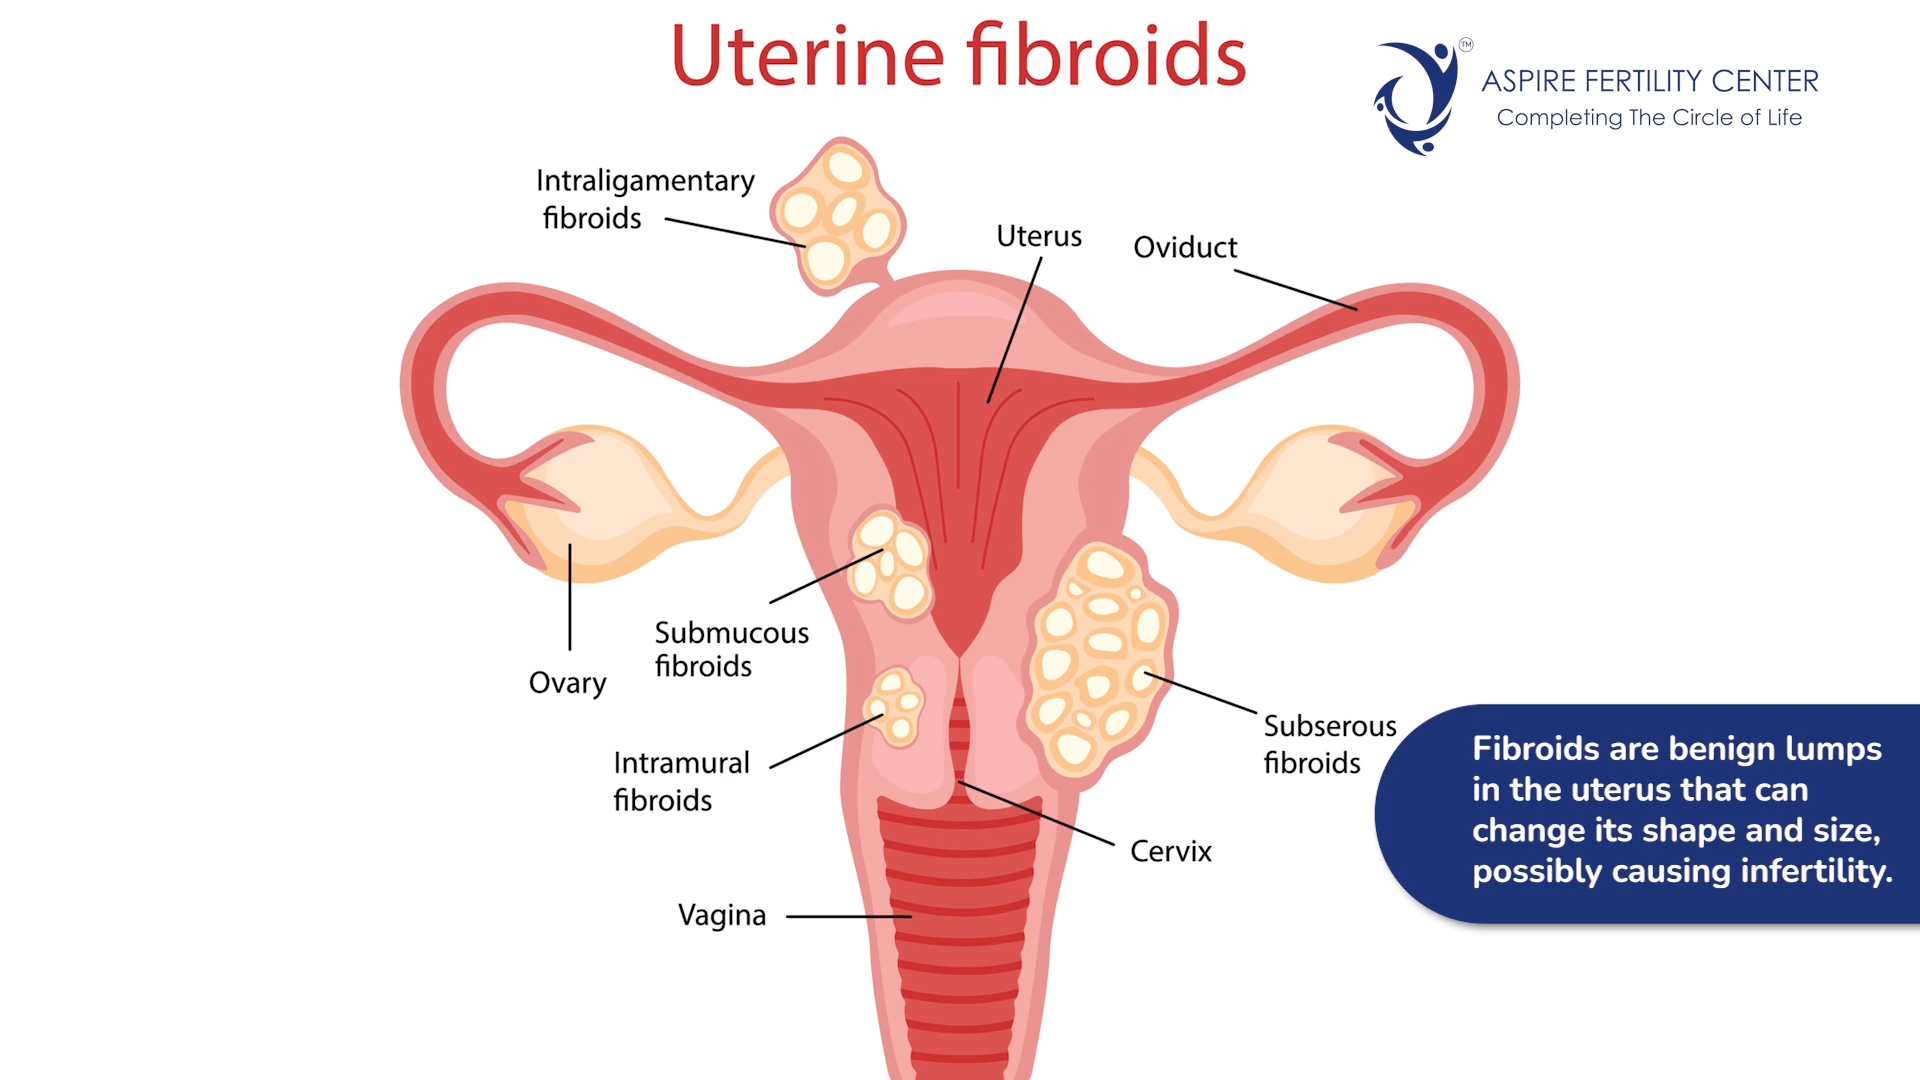 Uterine fibroids
TM
ASPIRE FERTILITY CENTER
Completing The Circle of Life
Intraligamentary
fibroids
Uterus
Oviduct
Submucous
fibroids
Ovary
Intramural
fibroids
Subserous
fibroids
Cervix
Vagina
Fibroids are benign lumps
in the uterus that can
change its shape and size,
possibly causing infertility.